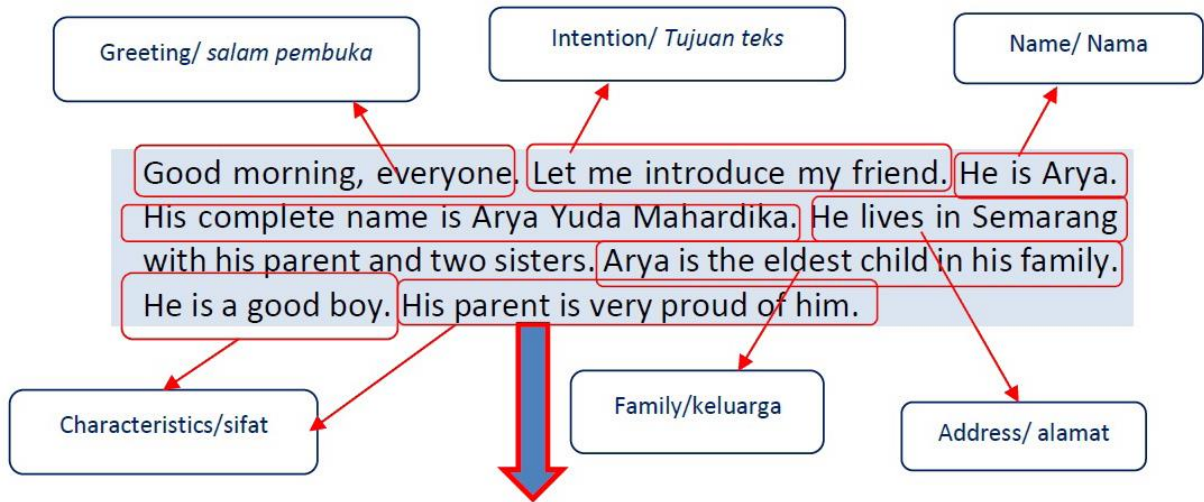 Greeting/ salam pembuka
Intention/ Tujuan teks
Name/ Nama
Good morning, everyone. Let me introduce my friend. He is Arya.
His complete name is Arya Yuda Mahardika. He lives in Semarang
with his parent and two sisters. Arya is the eldest child in his family.
He is a good boy. His parent is very proud of him.
Characteristics/sifat
Family/keluarga
Address/ alamat